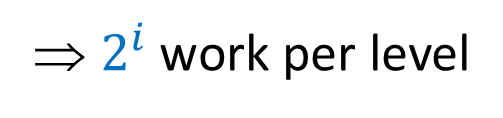 ⇒ 2^i work per level